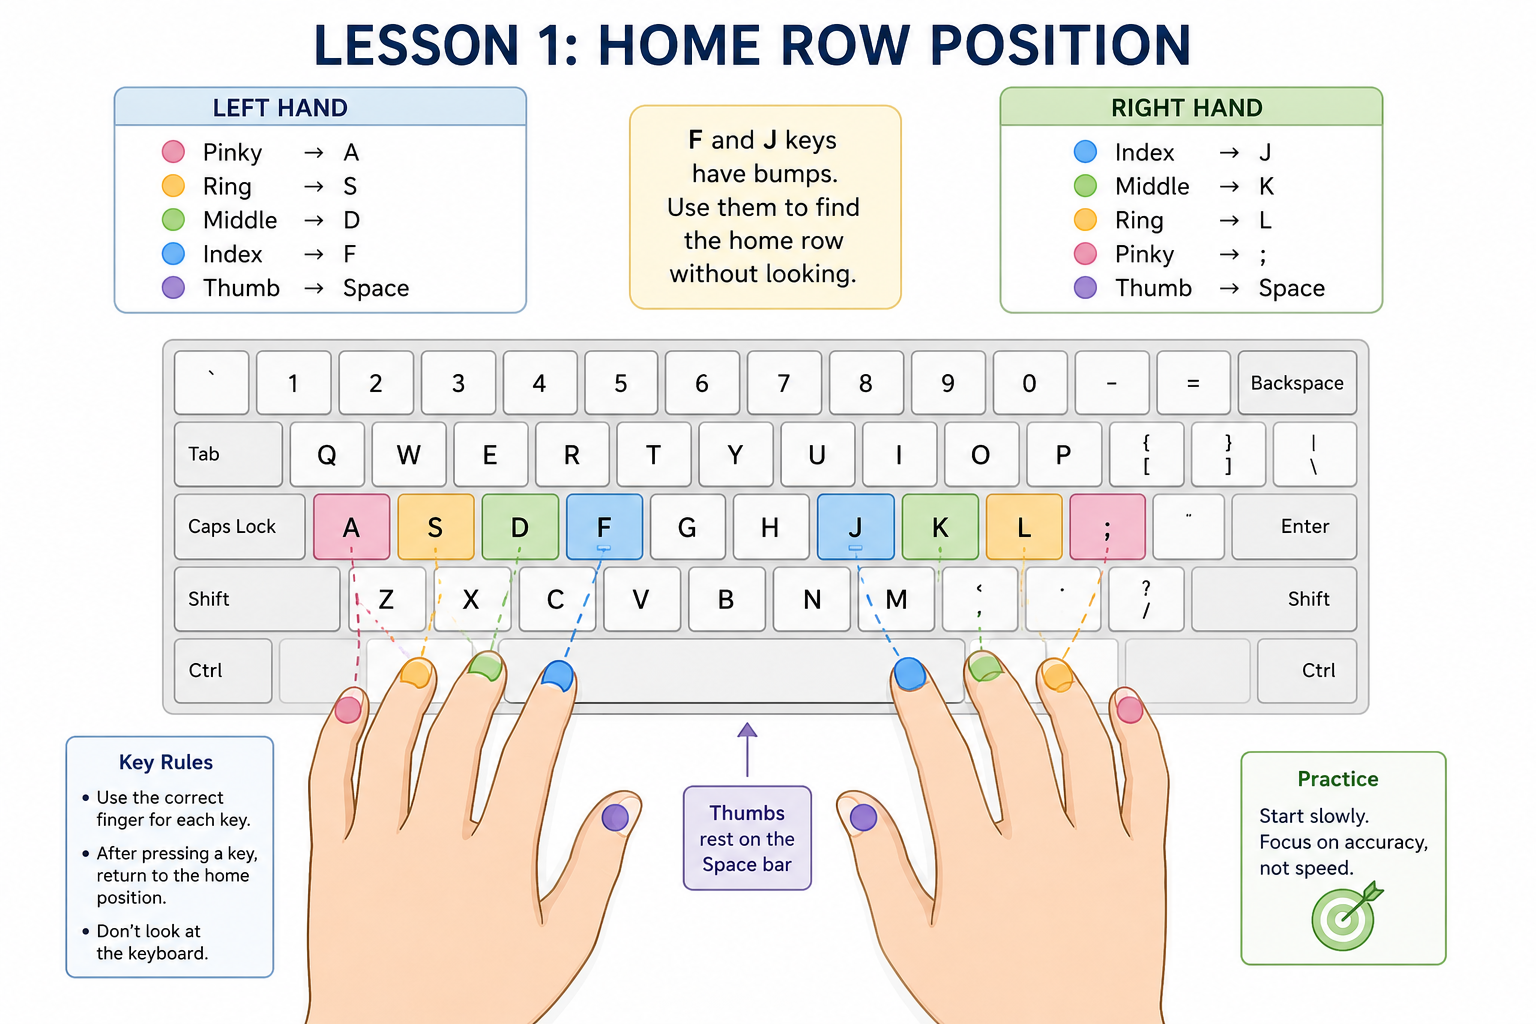 LESSON 1: HOME ROW POSITION
LEFT HAND
Pinky → A
Ring → S
Middle → D
Index → F
Thumb → Space
F and J keys
have bumps.
Use them to find
the home row
without looking.
RIGHT HAND
Index → J
Middle → K
Ring → L
Pinky → ;
Thumb → Space
` 1 2 3 4 5 6 7 8 9 0 - = Backspace
Tab Q W E R T Y U I O P { [ } ] | \
Caps Lock A S D F G H J K L ; " Enter
Shift Z X C V B N M < , . ? / Shift
Ctrl Ctrl
Key Rules
• Use the correct
finger for each key.
• After pressing a key,
return to the home
position.
• Don't look at
the keyboard.
Thumbs
rest on the
Space bar
Practice
Start slowly.
Focus on accuracy,
not speed.